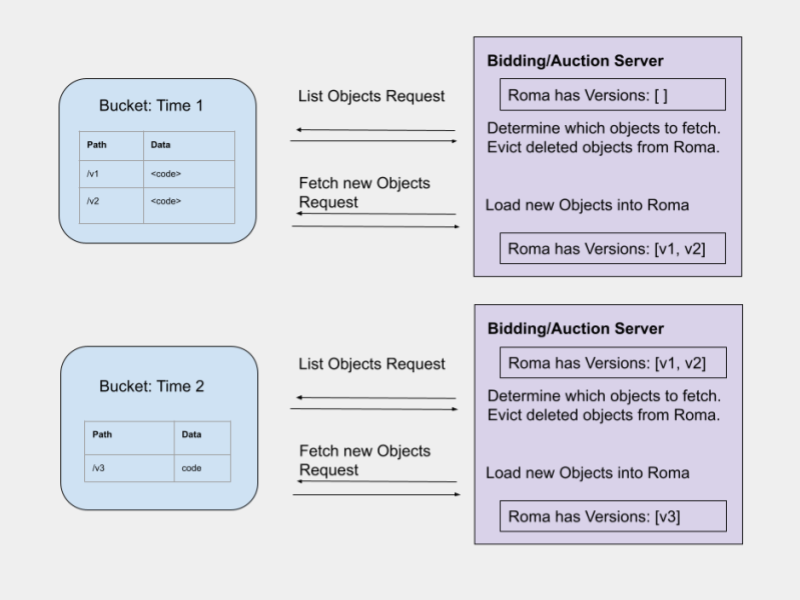 Bucket: Time 1
Path Data
/v1 <code>
/v2 <code>
List Objects Request
Fetch new Objects
Request
Bidding/Auction Server
Roma has Versions: [ ]
Determine which objects to fetch.
Evict deleted objects from Roma.
Load new Objects into Roma
Roma has Versions: [v1, v2]
Bucket: Time 2
Path Data
/v3 code
List Objects Request
Fetch new Objects
Request
Bidding/Auction Server
Roma has Versions: [v1, v2]
Determine which objects to fetch.
Evict deleted objects from Roma.
Load new Objects into Roma
Roma has Versions: [v3]